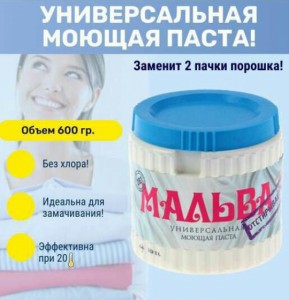 УНИВЕРСАЛЬНАЯ
МОЮЩАЯ ПАСТА!
Заменит 2 пачки порошка!
Объем 600 гр.
Без хлора!
Идеальна для
замачивания!
Эффективна
при 20
МАЛЬВА
УНИВЕРСАЛЬНАЯ
МОЮЩАЯ ПАСТА
ОТСТИРАЕТ